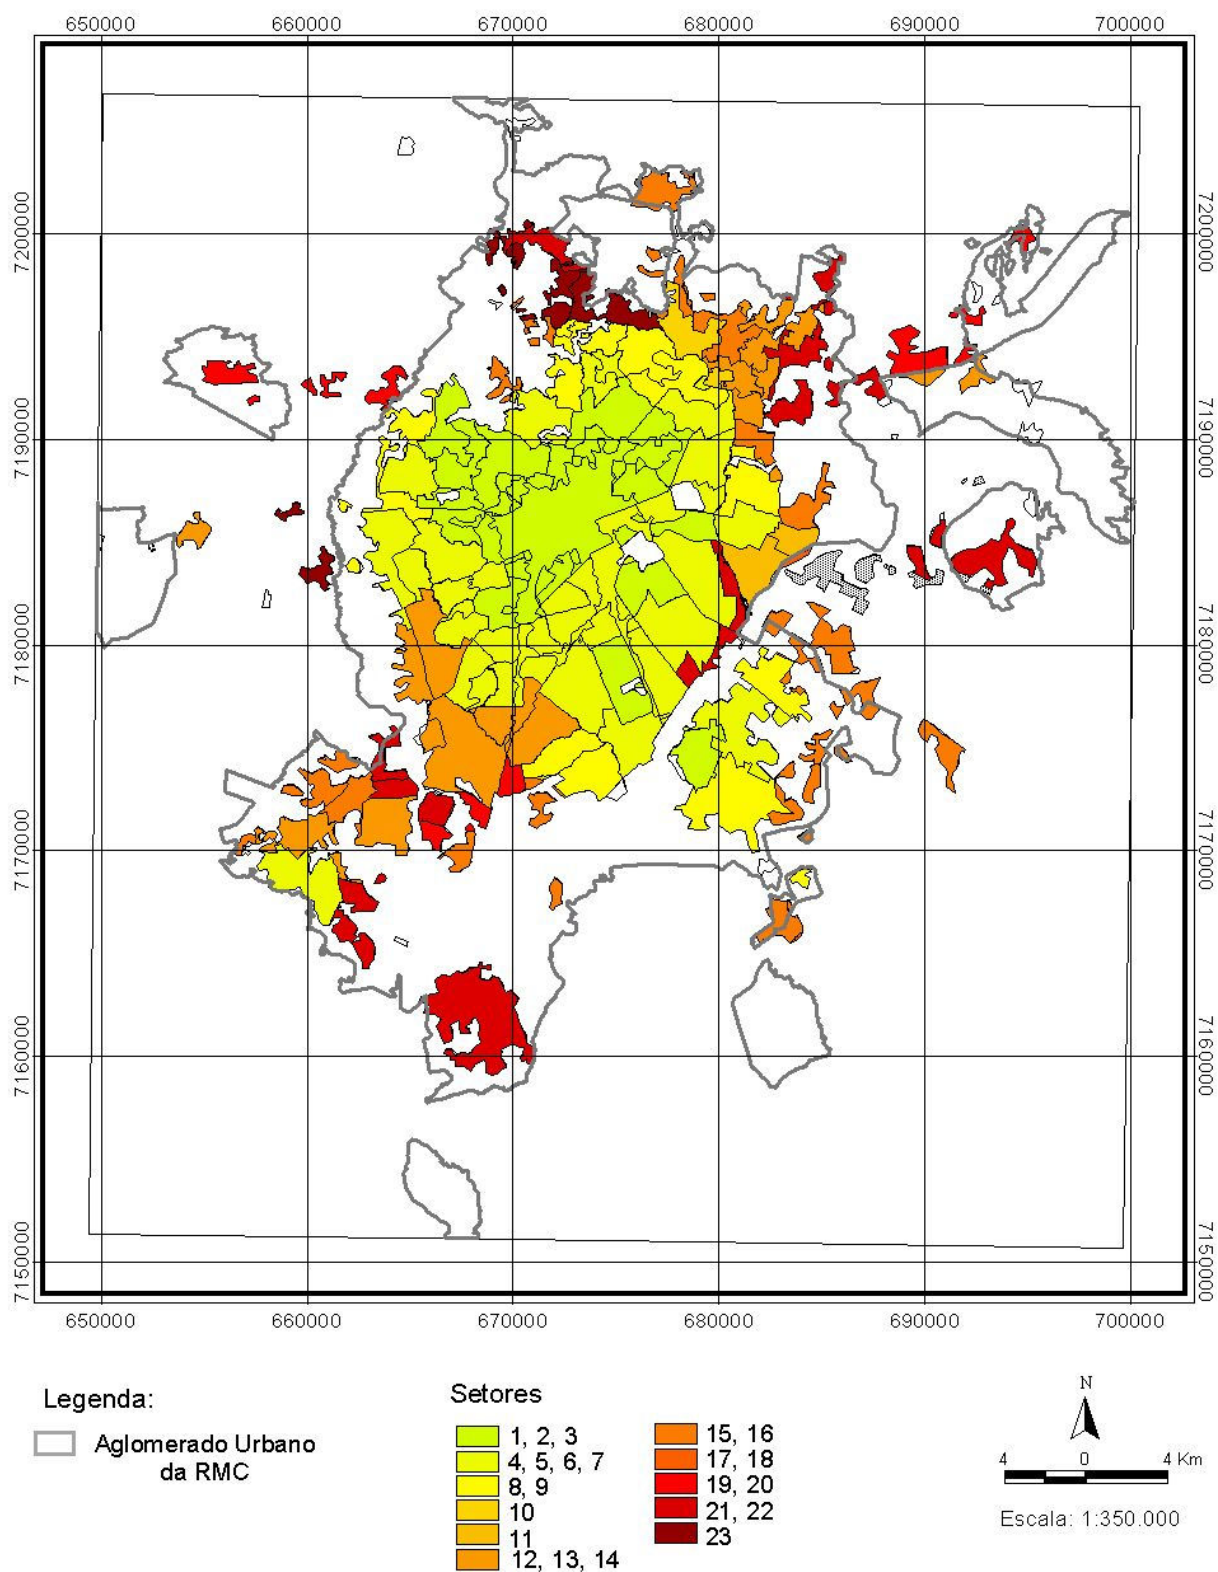 650000 660000 670000 680000 690000 700000
7200000 7200000
7190000 7190000
7180000 7180000
7170000 7170000
7160000 7160000
7150000 7150000
650000 660000 670000 680000 690000 700000
Legenda:
Aglomerado Urbano
da RMC
Setores
1, 2, 3
4, 5, 6, 7
8, 9
10
11
12, 13, 14
15, 16
17, 18
19, 20
21, 22
23
N
4 0 4 Km
Escala: 1:350.000